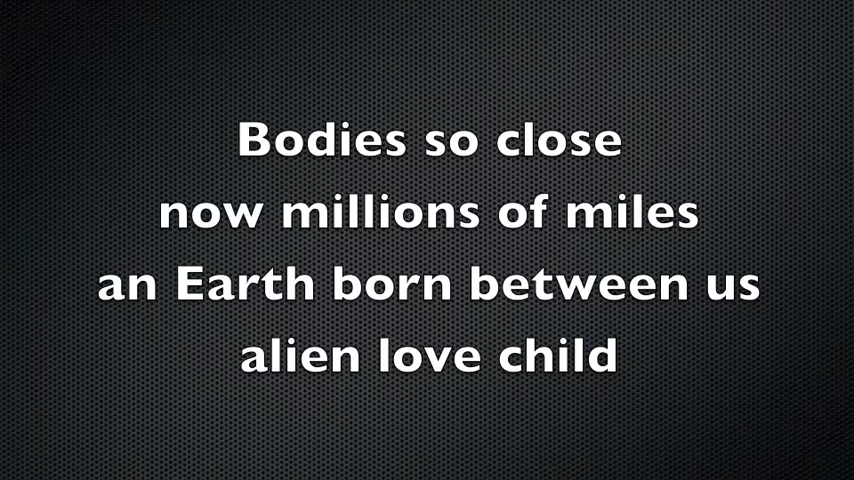 Bodies so close
now millions of miles
an Earth born between us
alien love child